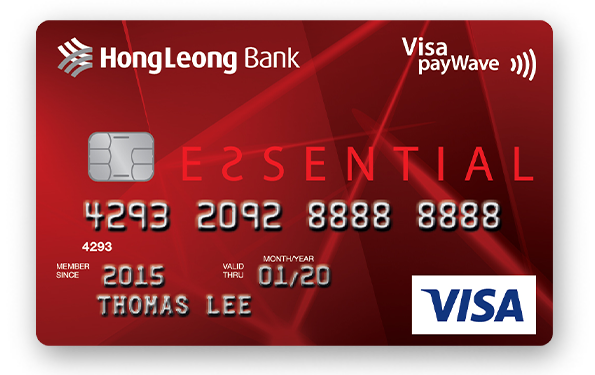 HongLeong Bank
Visa
payWave
ESSENTIAL
4293 2092 8888 8888
4293
MONTH/YEAR
MEMBER SINCE 2015 VALID THRU 01/20
THOMAS LEE
VISA